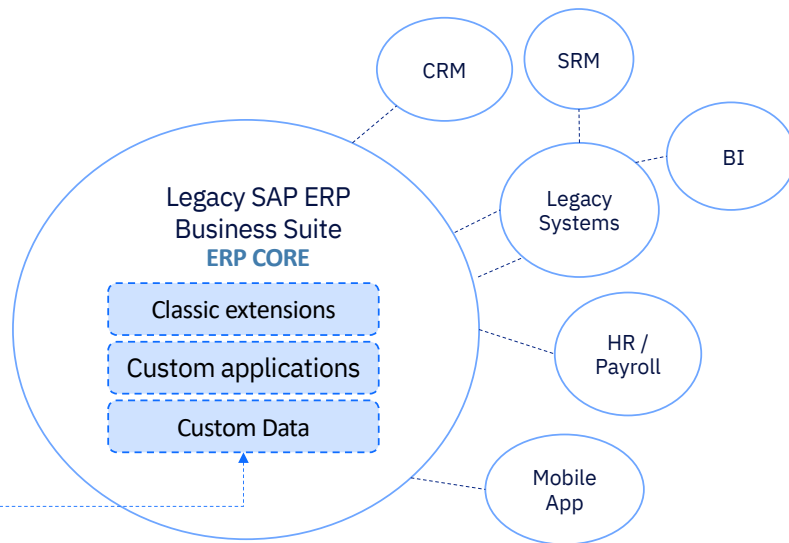 CRM
SRM
BI
Legacy SAP ERP
Business Suite
ERP CORE
Legacy
Systems
Classic extensions
Custom applications
HR /
Payroll
Custom Data
Mobile
App